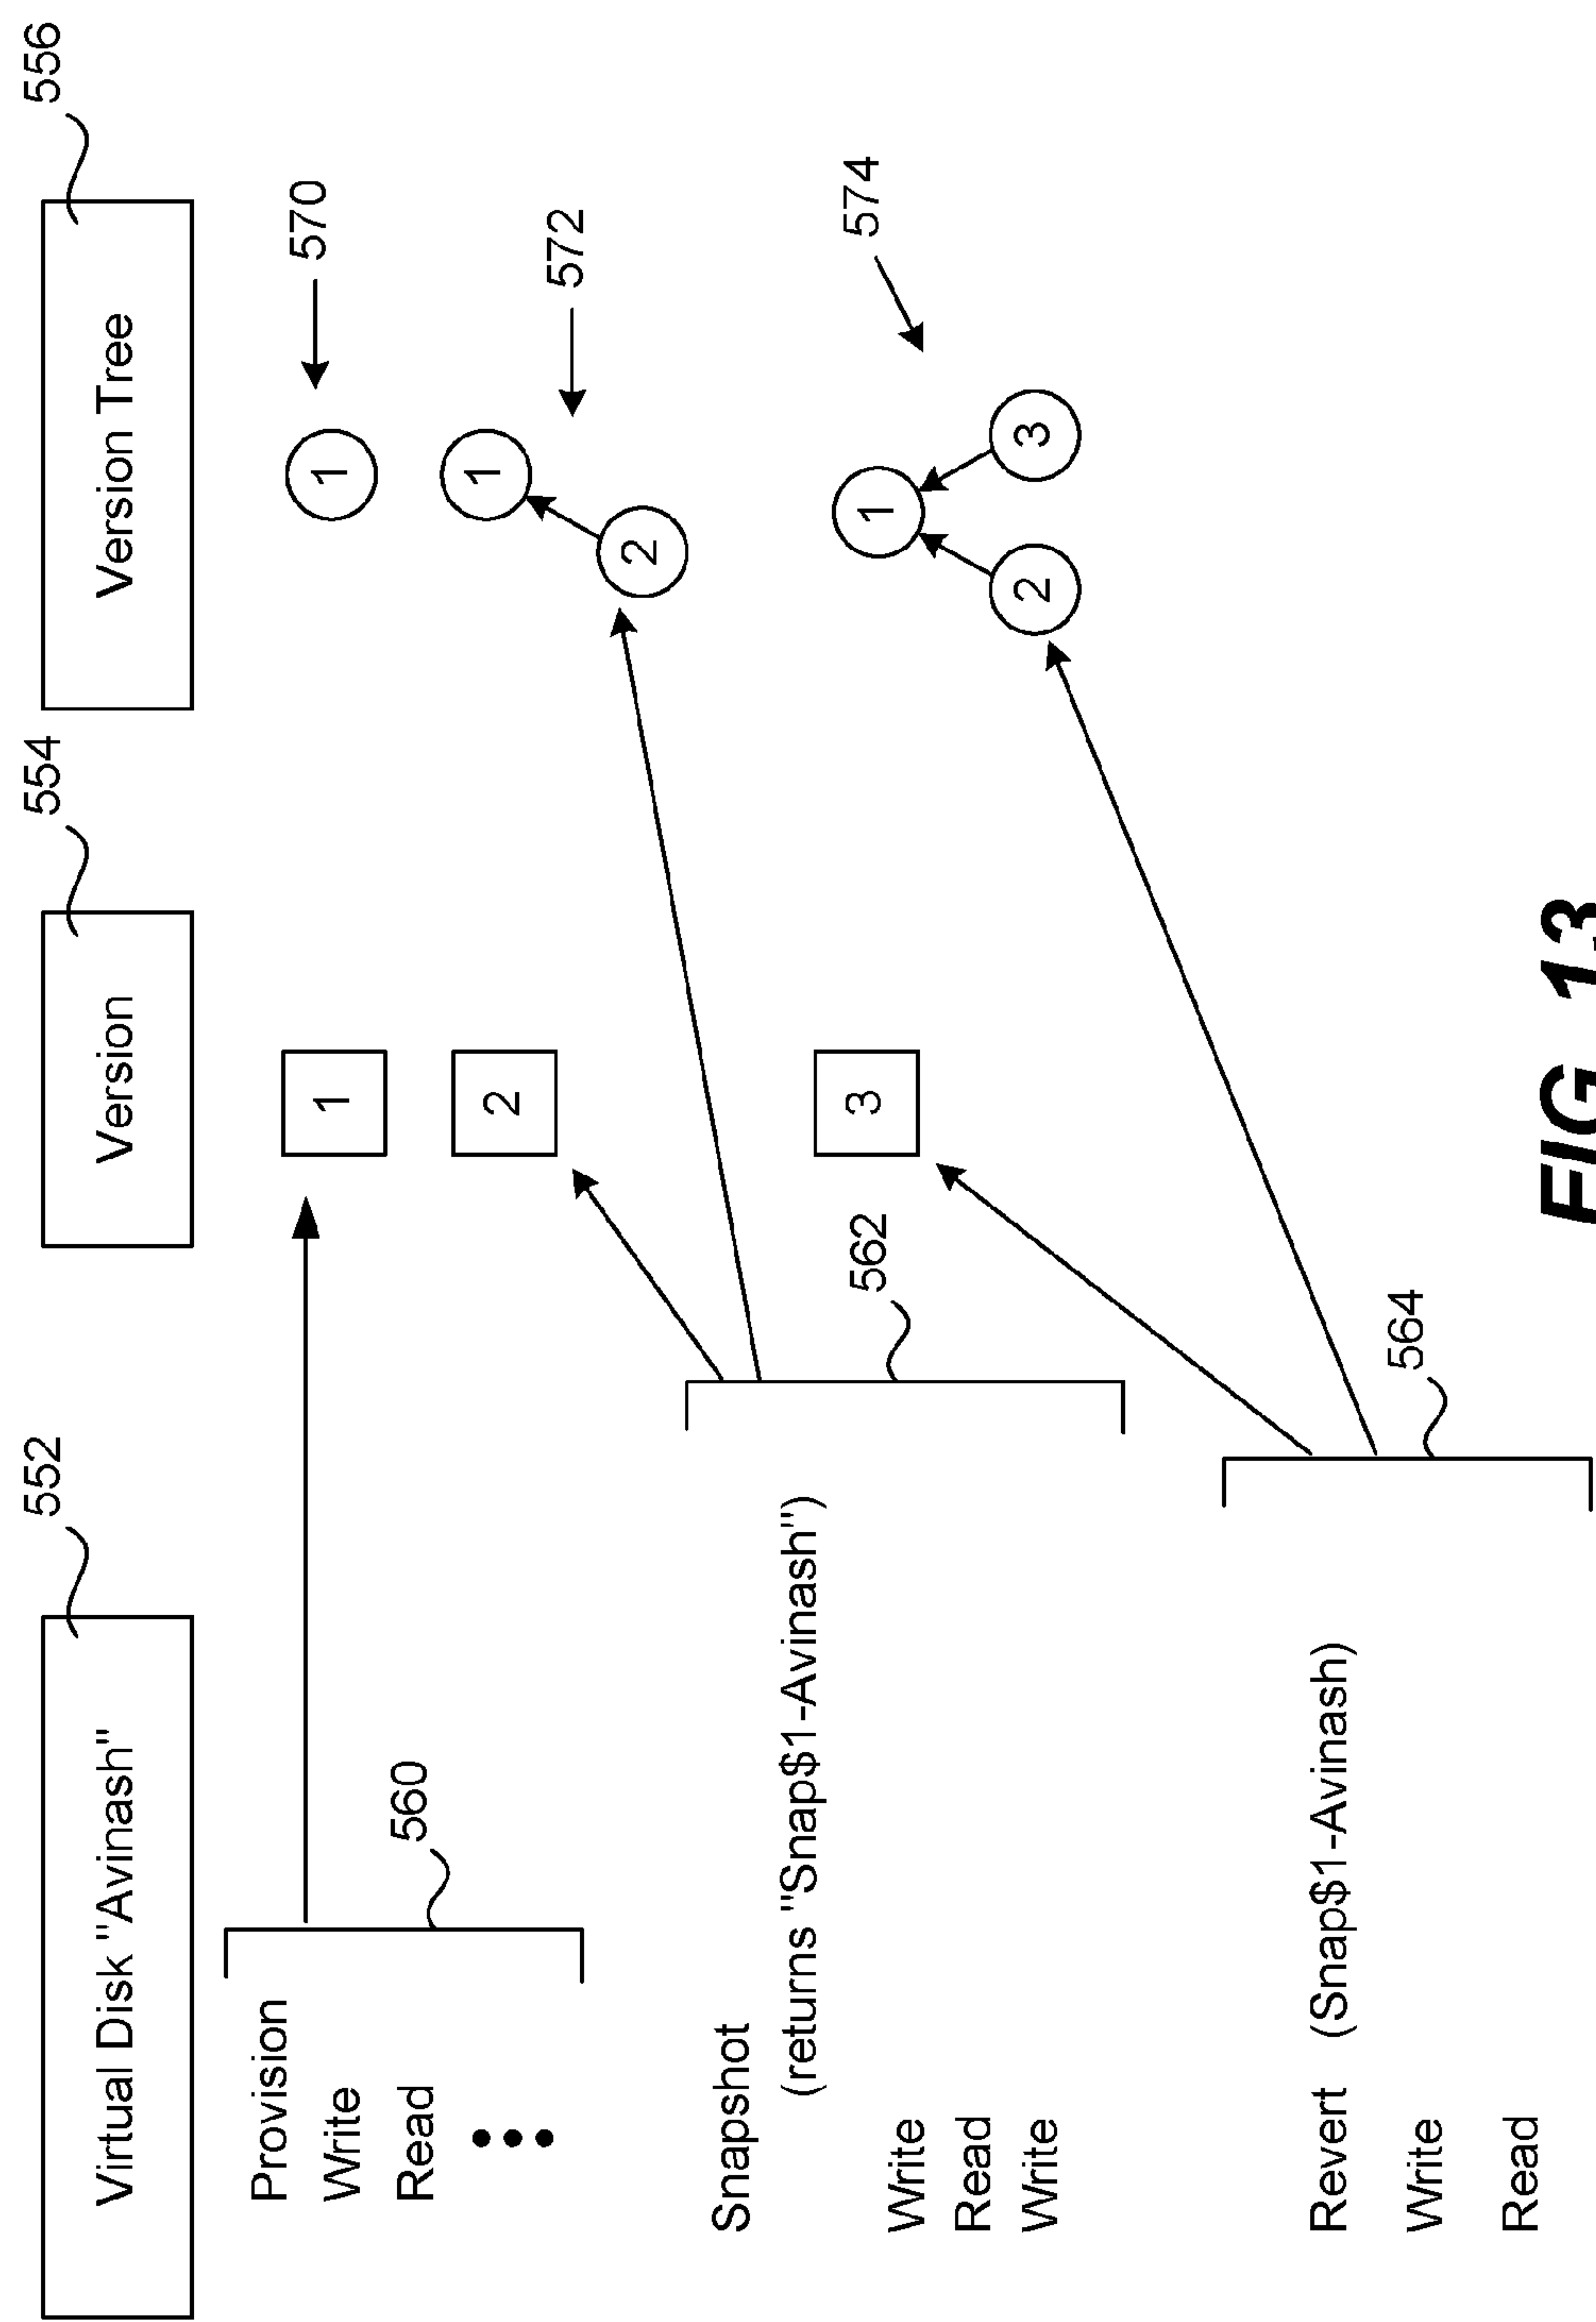 552
554
556
Virtual Disk "Avinash"
Version
Version Tree
Provision
Write
Read
560
1
1
570
2
1
2
572
Snapshot
(returns "Snap$1-Avinash")
Write
Read
Write
562
3
1
2
3
574
Revert (Snap$1-Avinash)
Write
Read
564
FIG. 13